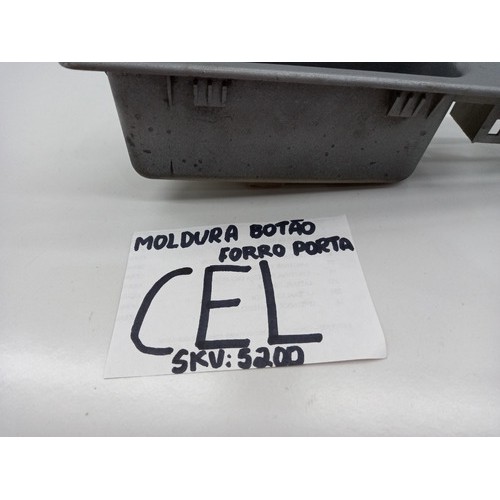 MOLDURA BOTÃO
FORRO PORTA
CEL
SKU: 5200